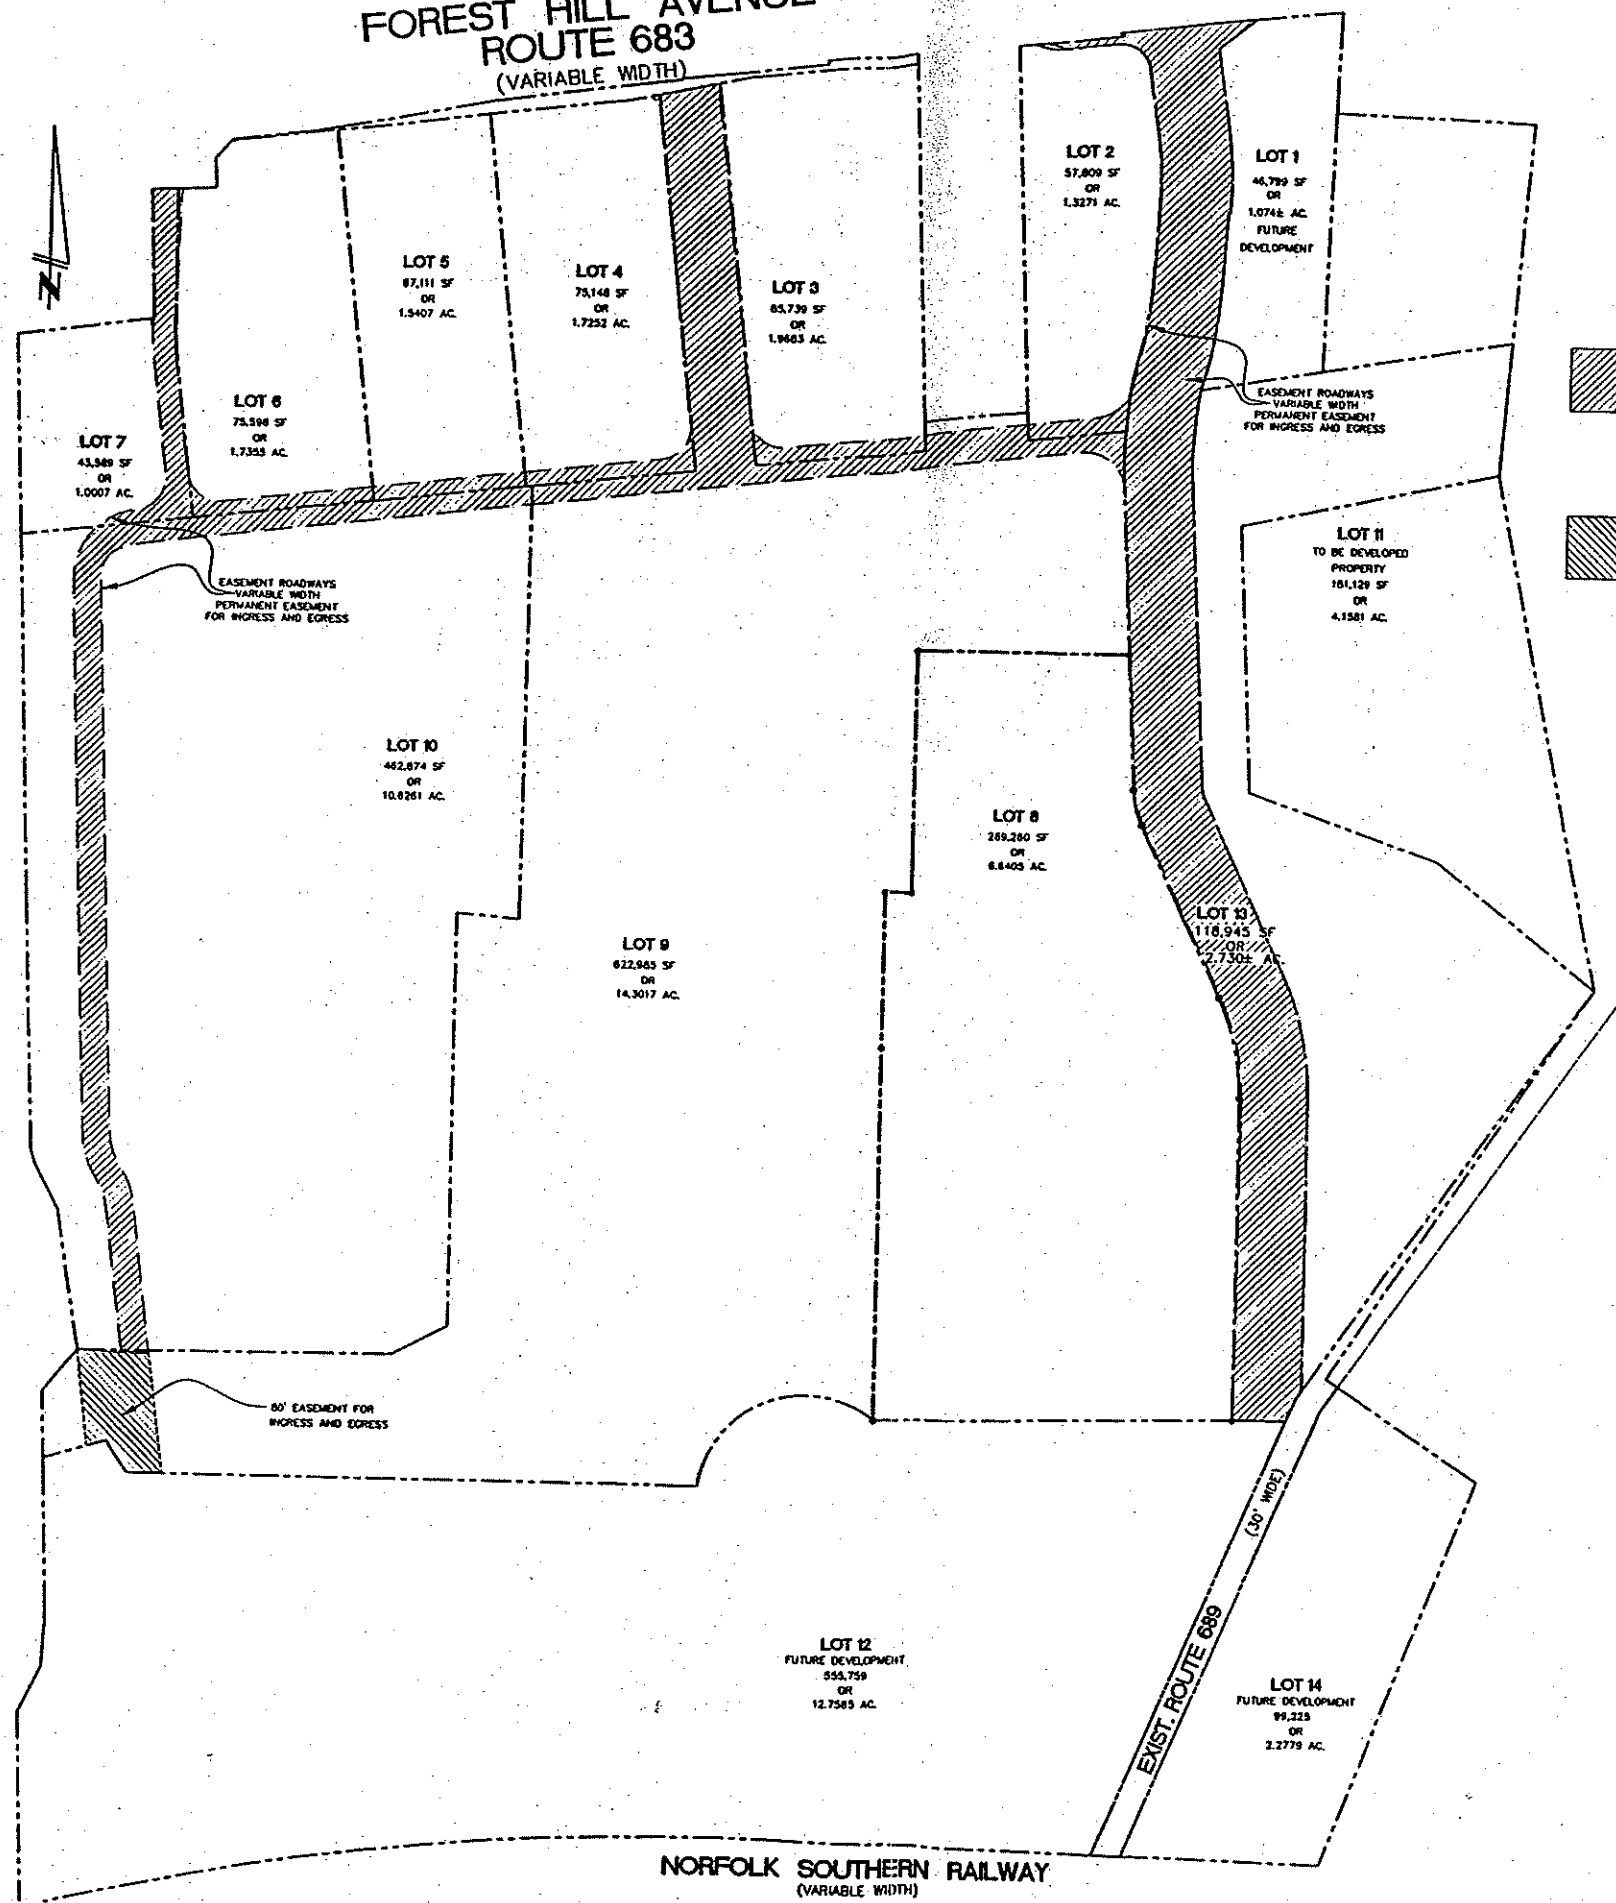 FOREST HILL AVENUE
ROUTE 683
(VARIABLE WIDTH)
N
LOT 2
57,809 SF
OR
1.3271 AC.
LOT 1
46,799 SF
OR
1.074± AC.
FUTURE
DEVELOPMENT
LOT 5
67,111 SF
OR
1.5407 AC.
LOT 4
75,148 SF
OR
1.7252 AC.
LOT 3
85,739 SF
OR
1.9683 AC.
LOT 6
75,598 SF
OR
1.7355 AC.
LOT 7
43,589 SF
OR
1.0007 AC.
EASEMENT ROADWAYS
VARIABLE WIDTH
PERMANENT EASEMENT
FOR INGRESS AND EGRESS
EASEMENT ROADWAYS
VARIABLE WIDTH
PERMANENT EASEMENT
FOR INGRESS AND EGRESS
LOT 11
TO BE DEVELOPED
PROPERTY
181,129 SF
OR
4.1581 AC.
LOT 10
462,874 SF
OR
10.6261 AC.
LOT 8
289,260 SF
OR
6.6405 AC.
LOT 9
622,985 SF
OR
14.3017 AC.
LOT 13
118,945 SF
OR
2.730± AC.
60' EASEMENT FOR
INGRESS AND EGRESS
(30' WIDE)
EXIST. ROUTE 689
LOT 12
FUTURE DEVELOPMENT
555,759
OR
12.7585 AC.
LOT 14
FUTURE DEVELOPMENT
99,225
OR
2.2779 AC.
NORFOLK SOUTHERN RAILWAY
(VARIABLE WIDTH)